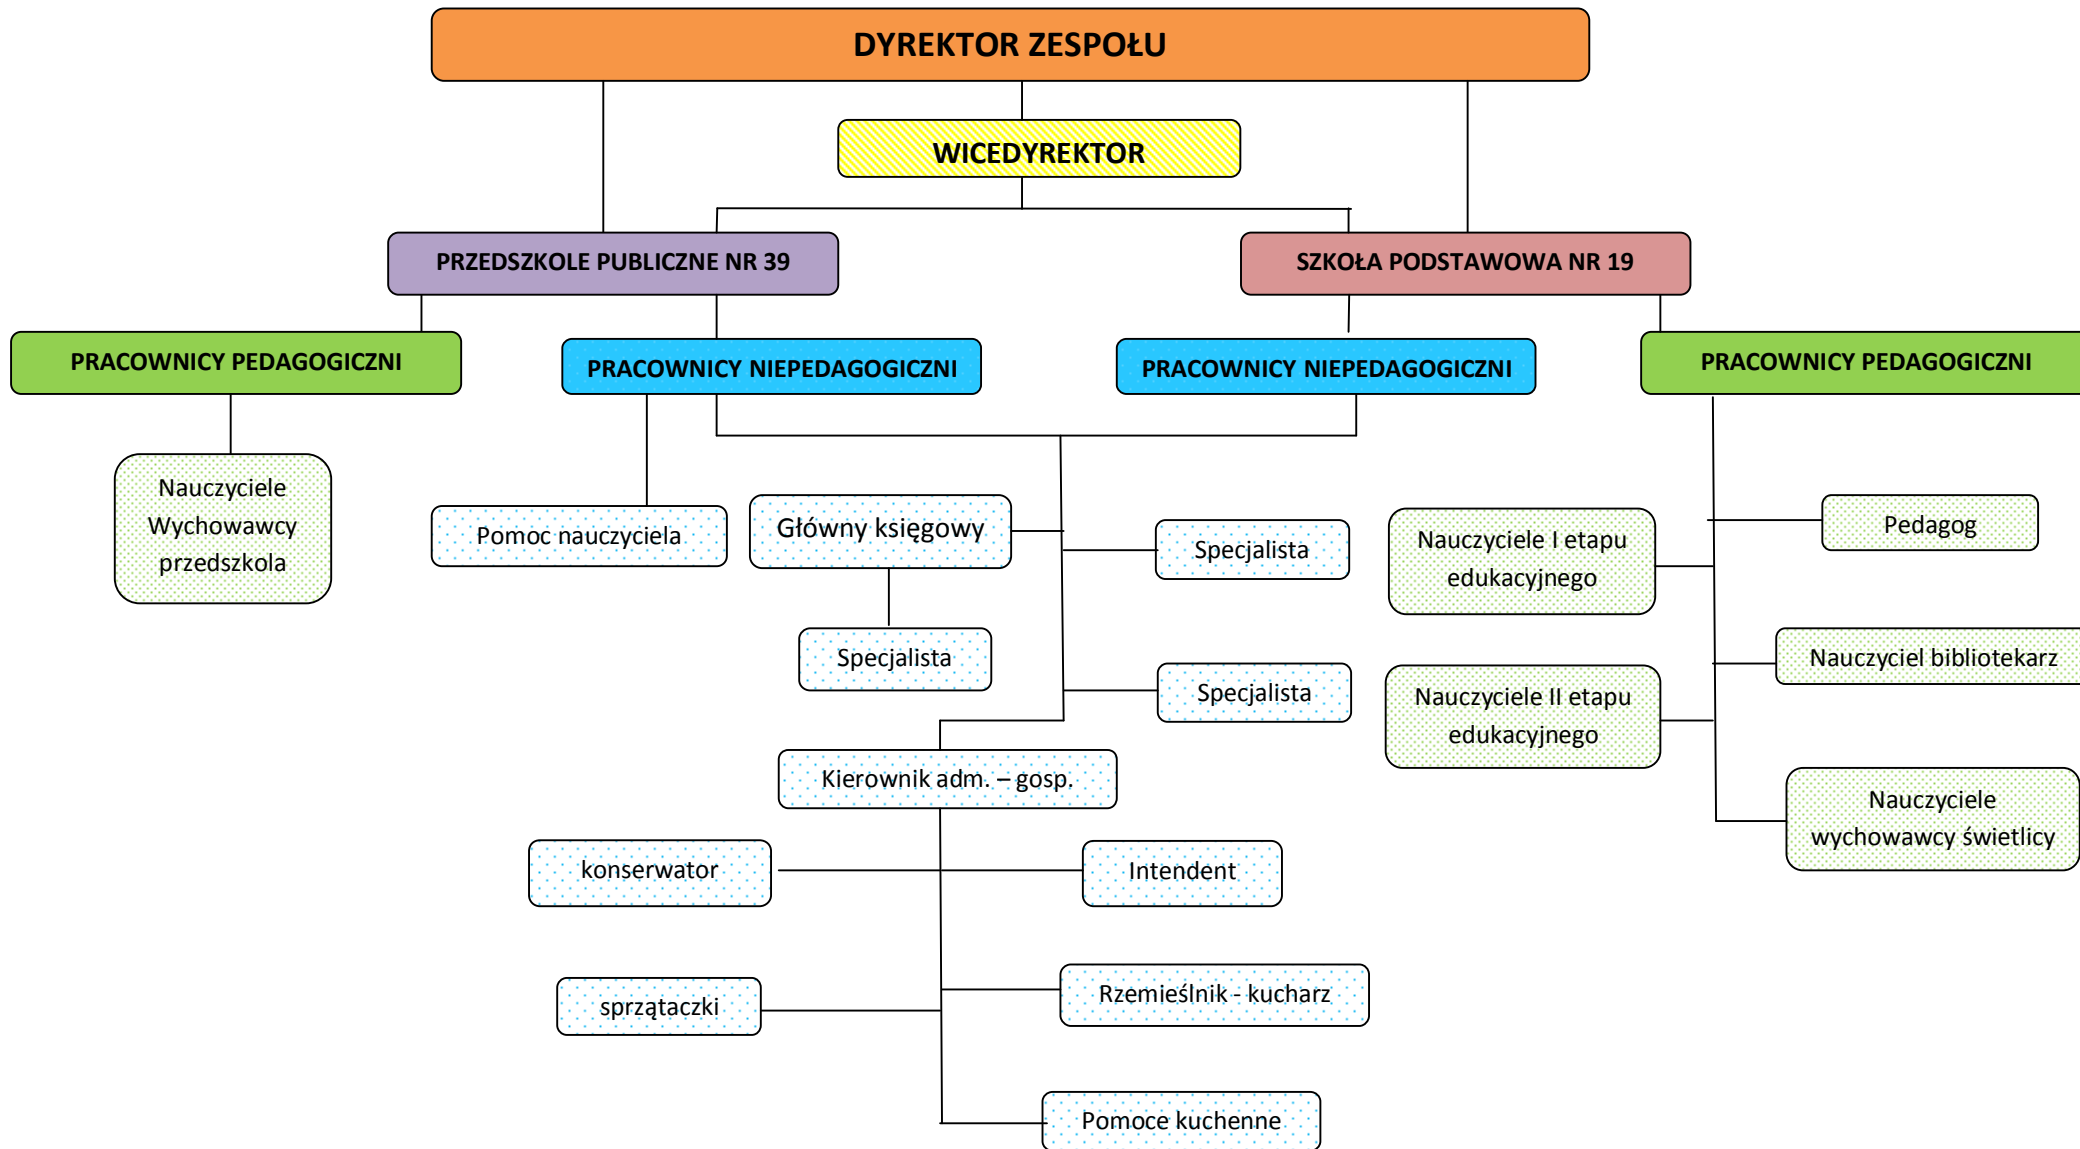 DYREKTOR ZESPOŁU
WICEDYREKTOR
PRZEDSZKOLE PUBLICZNE NR 39
SZKOŁA PODSTAWOWA NR 19
PRACOWNICY PEDAGOGICZNI
PRACOWNICY NIEPEDAGOGICZNI
PRACOWNICY NIEPEDAGOGICZNI
PRACOWNICY PEDAGOGICZNI
Nauczyciele
Wychowawcy
przedszkola
Pomoc nauczyciela
Główny księgowy
Specjalista
Specjalista
Specjalista
Nauczyciele I etapu
edukacyjnego
Pedagog
Nauczyciele II etapu
edukacyjnego
Nauczyciel bibliotekarz
Nauczyciele
wychowawcy świetlicy
Kierownik adm. – gosp.
konserwator
Intendent
sprzątaczki
Rzemieślnik - kucharz
Pomoce kuchenne